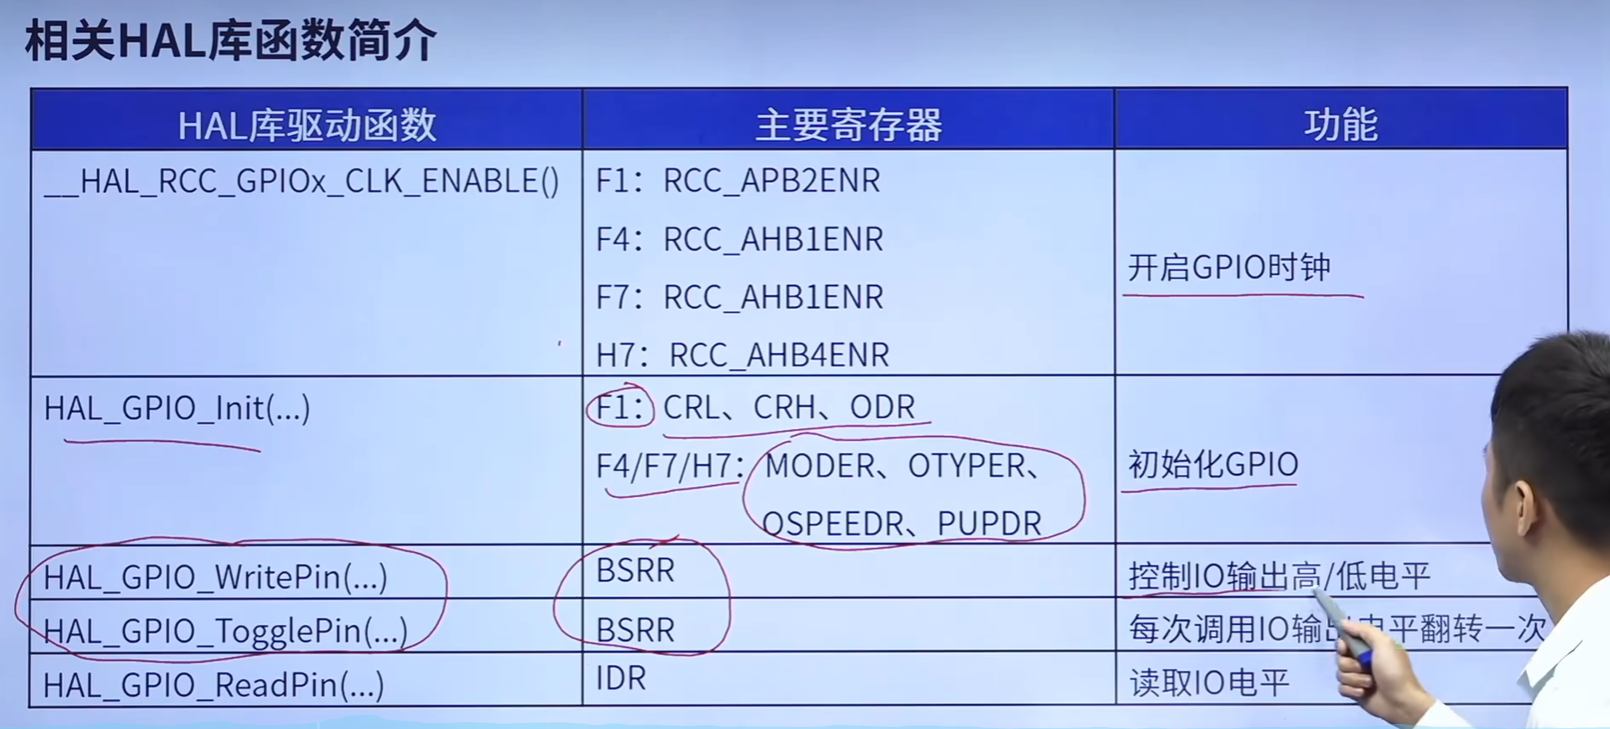 相关HAL库函数简介
HAL库驱动函数 主要寄存器 功能
__HAL_RCC_GPIOx_CLK_ENABLE() F1：RCC_APB2ENR
F4：RCC_AHB1ENR
开启GPIO时钟
F7：RCC_AHB1ENR
H7：RCC_AHB4ENR
HAL_GPIO_Init(...) F1：CRL、CRH、ODR
F4/F7/H7：MODER、OTYPER、 初始化GPIO
OSPEEDR、PUPDR
HAL_GPIO_WritePin(...) BSRR 控制IO输出高/低电平
HAL_GPIO_TogglePin(...) BSRR 每次调用IO输出电平翻转一次
HAL_GPIO_ReadPin(...) IDR 读取IO电平